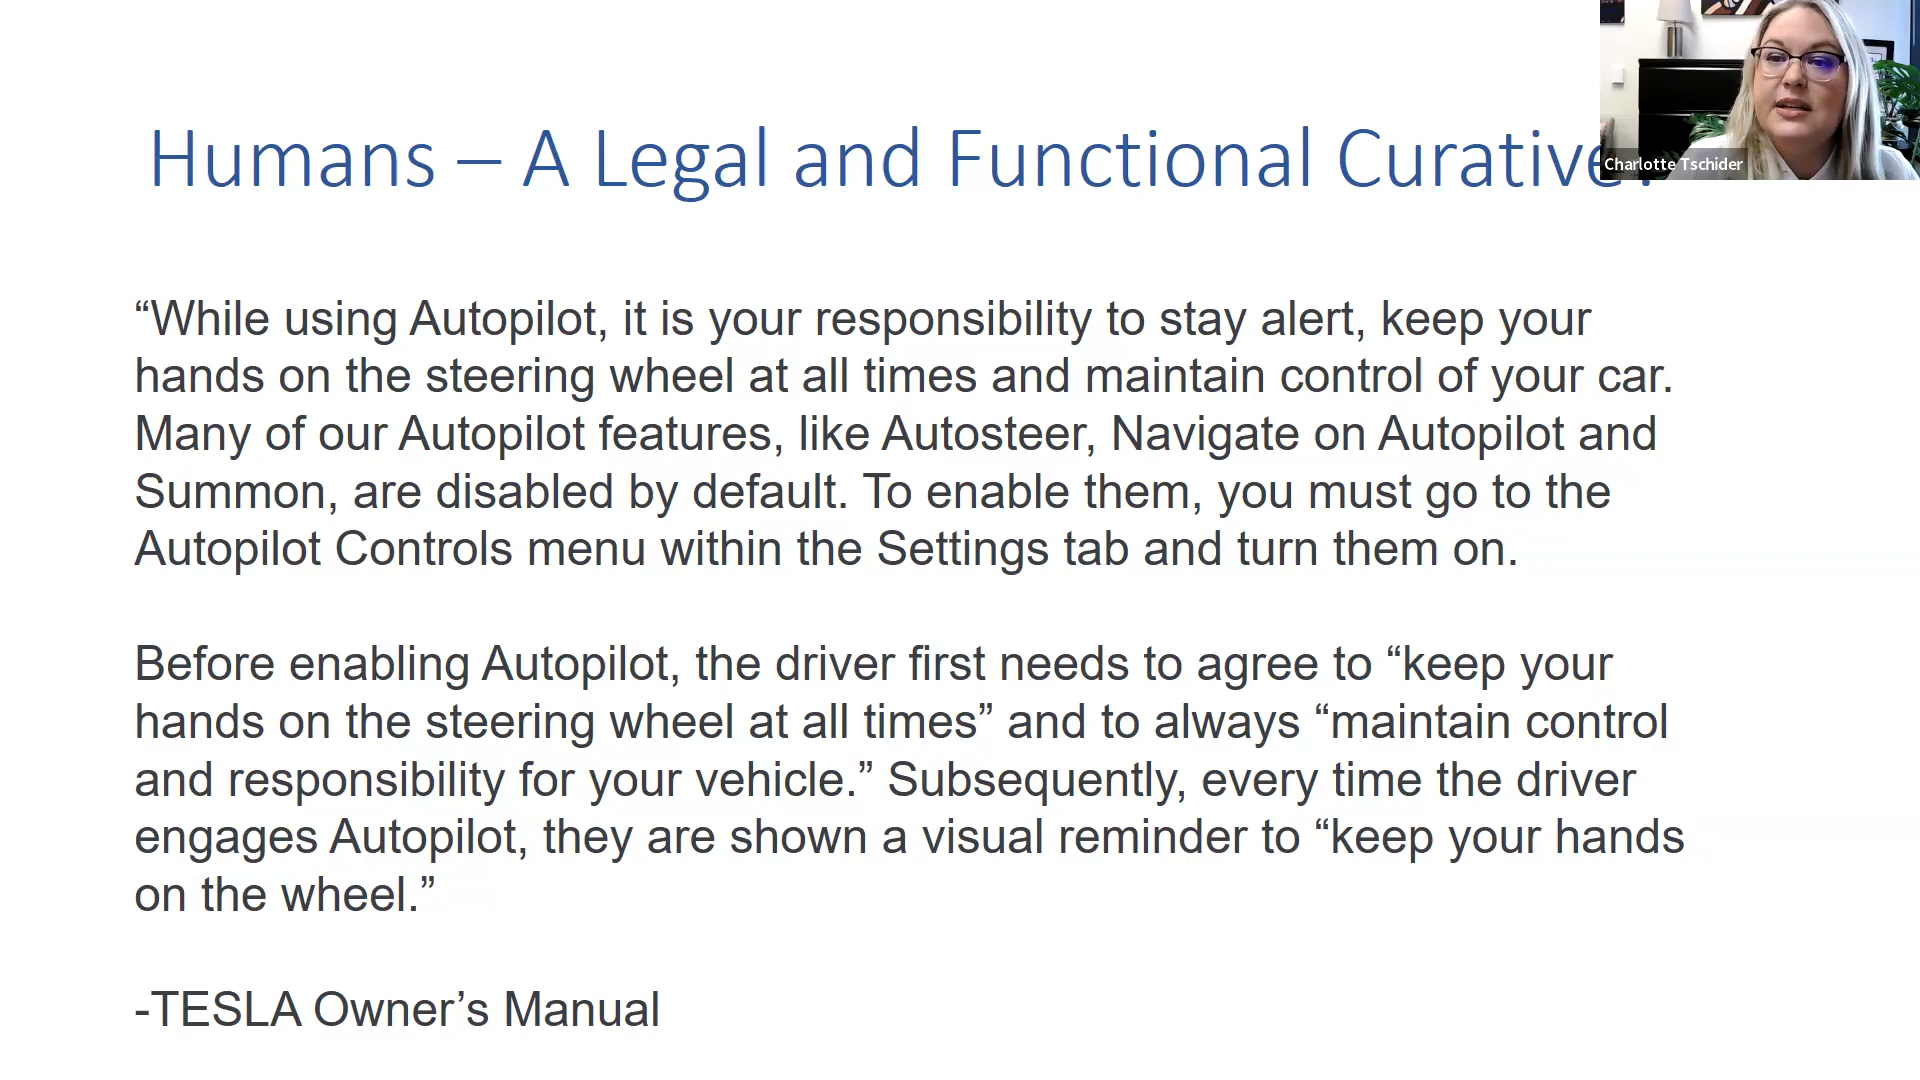 Humans – A Legal and Functional Curative?
Charlotte Tschider
“While using Autopilot, it is your responsibility to stay alert, keep your
hands on the steering wheel at all times and maintain control of your car.
Many of our Autopilot features, like Autosteer, Navigate on Autopilot and
Summon, are disabled by default. To enable them, you must go to the
Autopilot Controls menu within the Settings tab and turn them on.
Before enabling Autopilot, the driver first needs to agree to “keep your
hands on the steering wheel at all times” and to always “maintain control
and responsibility for your vehicle.” Subsequently, every time the driver
engages Autopilot, they are shown a visual reminder to “keep your hands
on the wheel.”
-TESLA Owner’s Manual